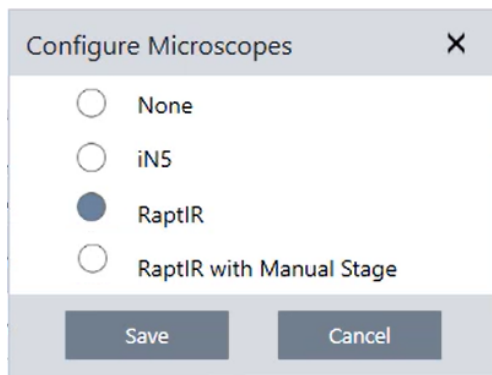 Configure Microscopes
None
iN5
RaptIR
RaptIR with Manual Stage
Save
Cancel